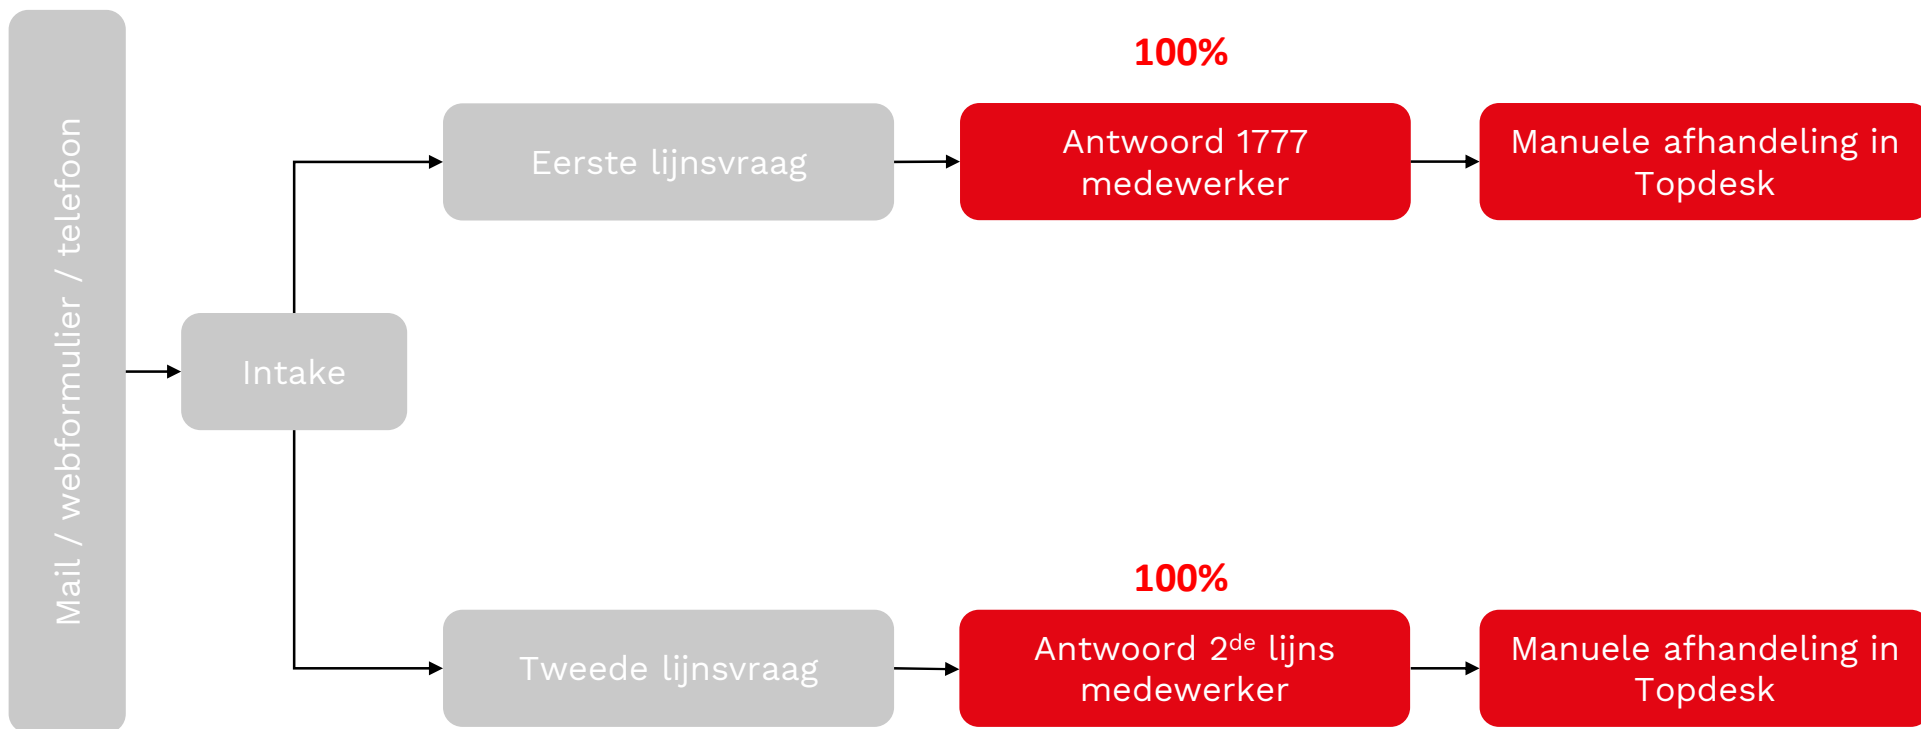 Mail / webformulier / telefoon
Intake
Eerste lijnsvraag
100%
Antwoord 1777
medewerker
Manuele afhandeling in
Topdesk
Tweede lijnsvraag
100%
Antwoord 2de lijns
medewerker
Manuele afhandeling in
Topdesk